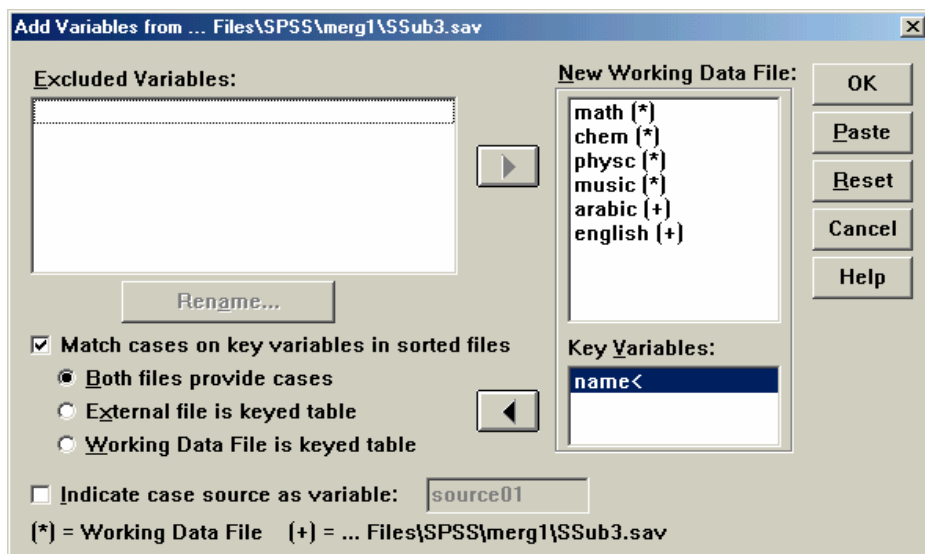 Add Variables from ... Files\SPSS\merg1\SSub3.sav
Excluded Variables:
Rename...
Match cases on key variables in sorted files
Both files provide cases
External file is keyed table
Working Data File is keyed table
Indicate case source as variable:
source01
(*) = Working Data File (+) = ... Files\SPSS\merg1\SSub3.sav
New Working Data File:
math (*)
chem (*)
physc (*)
music (*)
arabic (+)
english (+)
Key Variables:
name<
OK
Paste
Reset
Cancel
Help